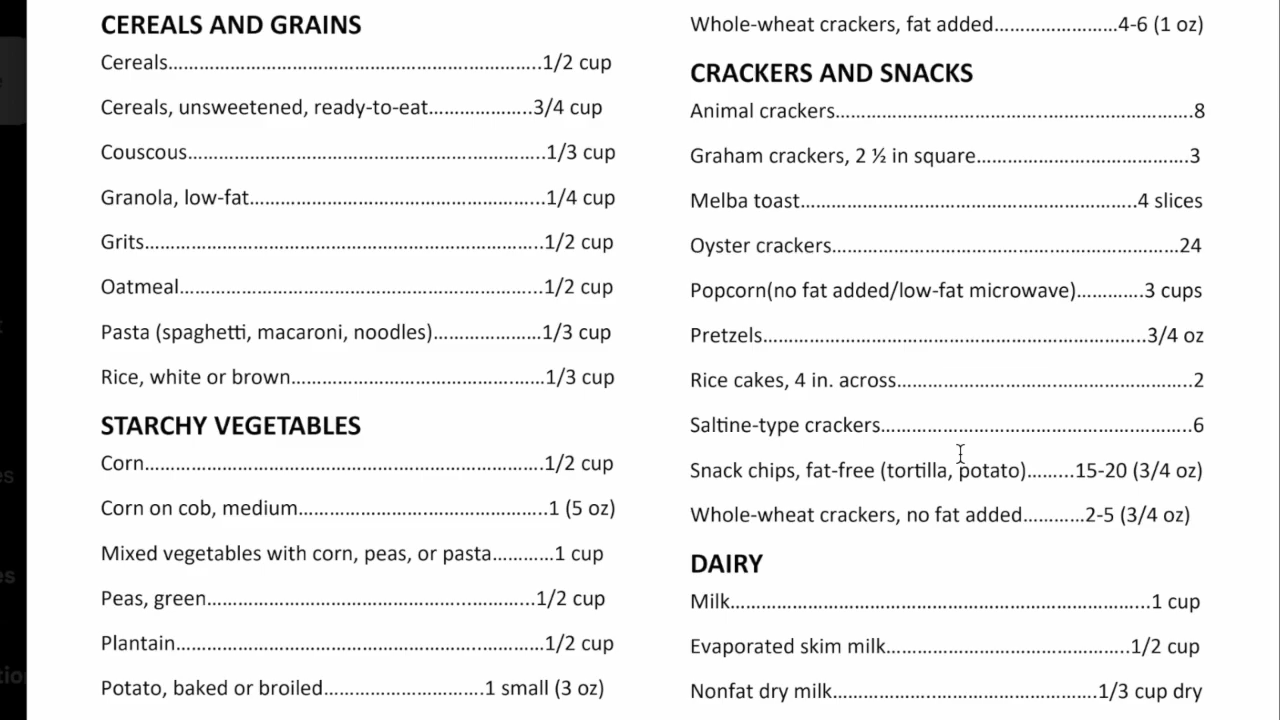 CEREALS AND GRAINS
Cereals.......................................................1/2 cup
Cereals, unsweetened, ready-to-eat...............3/4 cup
Couscous...................................................1/3 cup
Granola, low-fat..........................................1/4 cup
Grits..........................................................1/2 cup
Oatmeal.....................................................1/2 cup
Pasta (spaghetti, macaroni, noodles)...............1/3 cup
Rice, white or brown....................................1/3 cup
STARCHY VEGETABLES
Corn..........................................................1/2 cup
Corn on cob, medium...................................1 (5 oz)
Mixed vegetables with corn, peas, or pasta.........1 cup
Peas, green................................................1/2 cup
Plantain.....................................................1/2 cup
Potato, baked or broiled.........................1 small (3 oz)
Whole-wheat crackers, fat added..................4-6 (1 oz)
CRACKERS AND SNACKS
Animal crackers....................................................8
Graham crackers, 2 ½ in square..............................3
Melba toast................................................4 slices
Oyster crackers..................................................24
Popcorn(no fat added/low-fat microwave)..........3 cups
Pretzels......................................................3/4 oz
Rice cakes, 4 in. across..........................................2
Saltine-type crackers.............................................6
Snack chips, fat-free (tortilla, potato)........15-20 (3/4 oz)
Whole-wheat crackers, no fat added.........2-5 (3/4 oz)
DAIRY
Milk............................................................1 cup
Evaporated skim milk...................................1/2 cup
Nonfat dry milk......................................1/3 cup dry